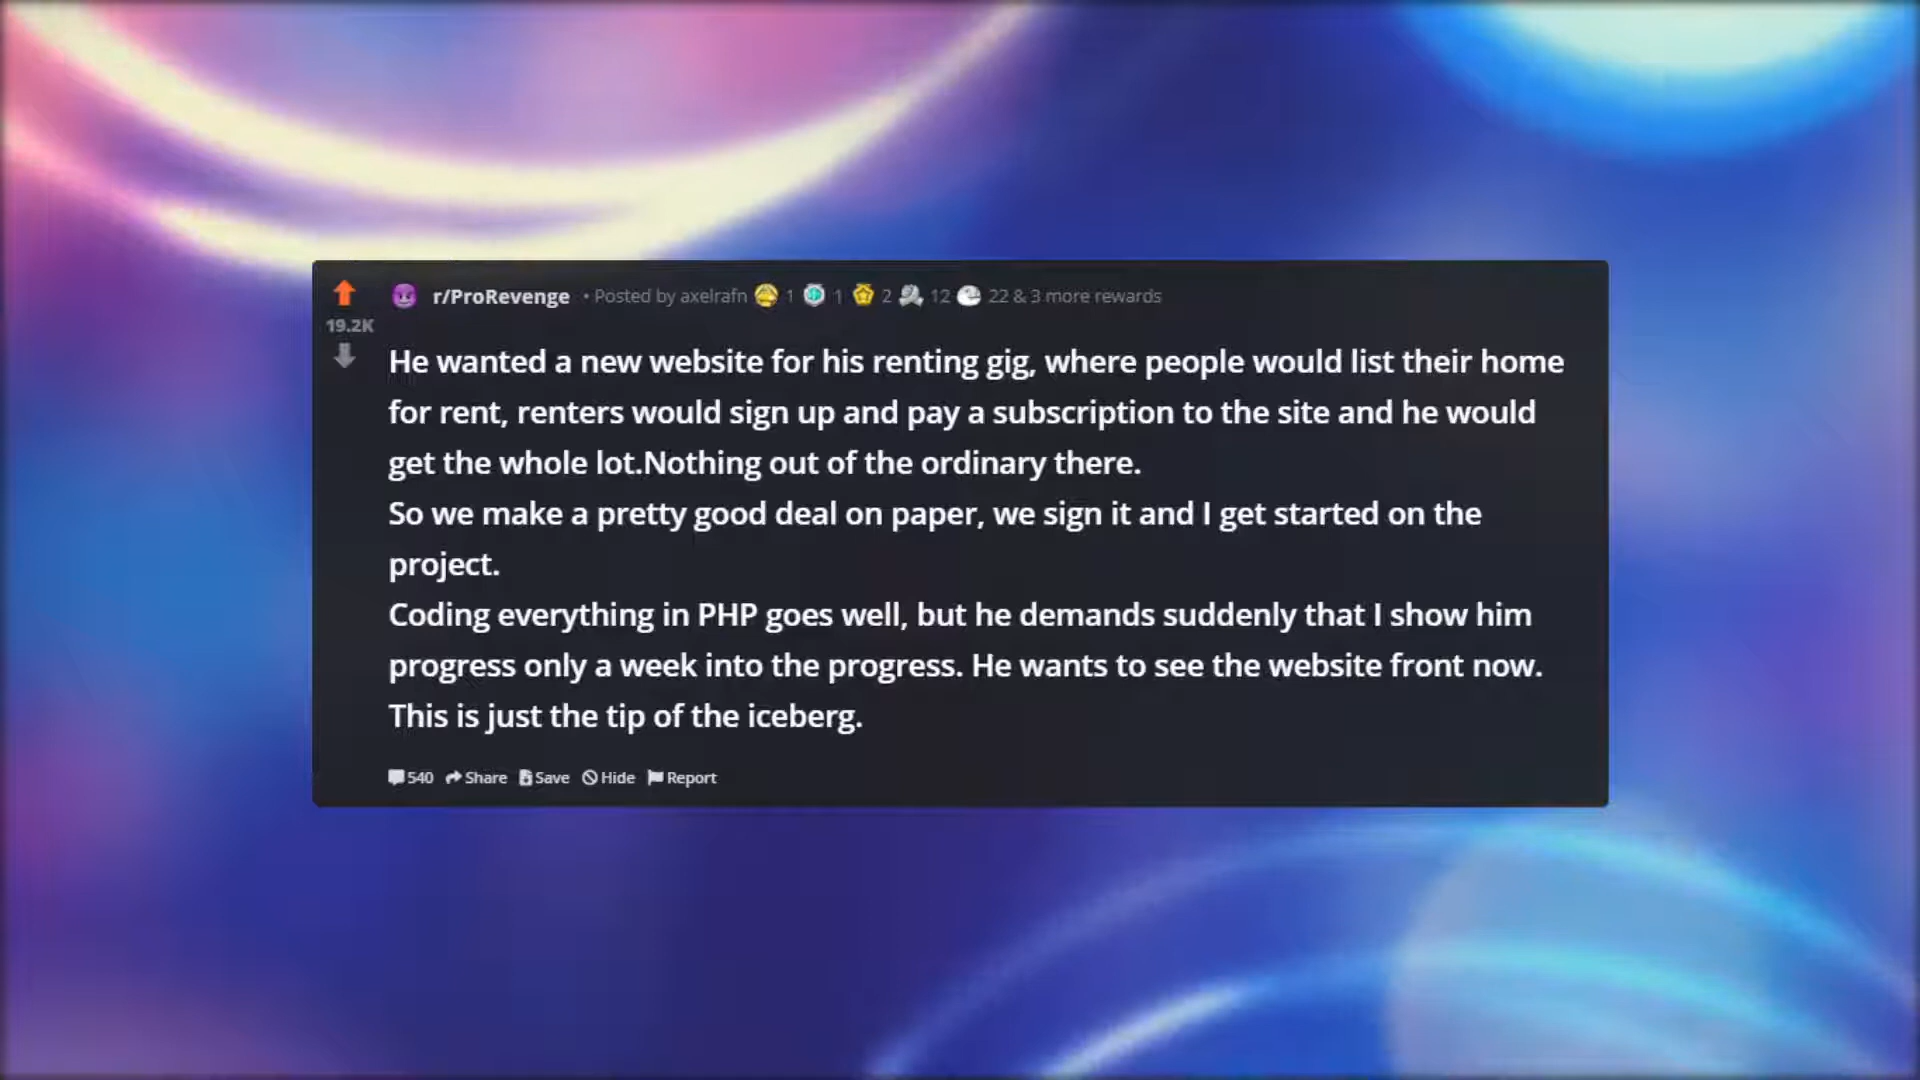 r/ProRevenge • Posted by axelrafn 1 1 2 12 22 & 3 more rewards
19.2K
He wanted a new website for his renting gig, where people would list their home
for rent, renters would sign up and pay a subscription to the site and he would
get the whole lot.Nothing out of the ordinary there.
So we make a pretty good deal on paper, we sign it and I get started on the
project.
Coding everything in PHP goes well, but he demands suddenly that I show him
progress only a week into the progress. He wants to see the website front now.
This is just the tip of the iceberg.
540 Share Save Hide Report